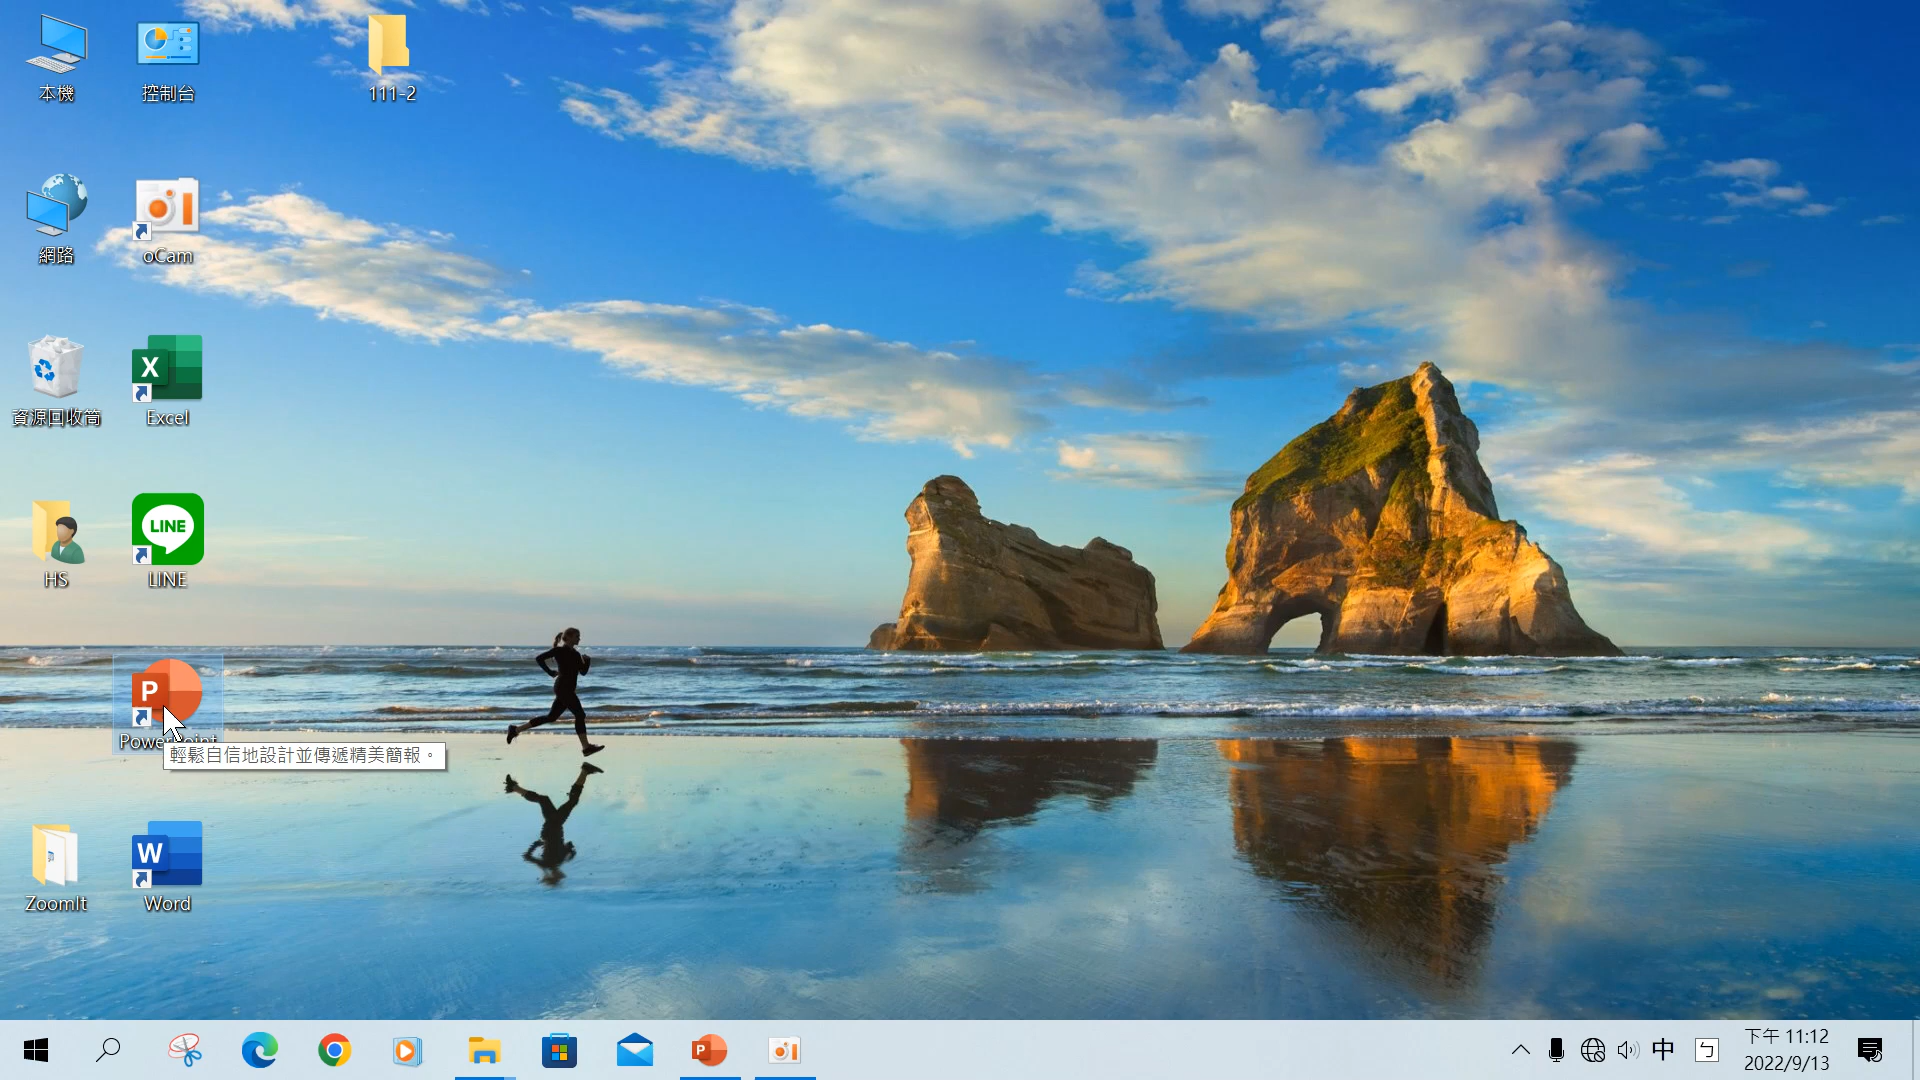 本機
控制台
111-2
網路
oCam
資源回收筒
X
Excel
HS
LINE
LINE
P
PowerPoint
輕鬆自信地設計並傳遞精美簡報。
ZoomIt
W
Word
P
中
ㄅ
下午 11:12
2022/9/13